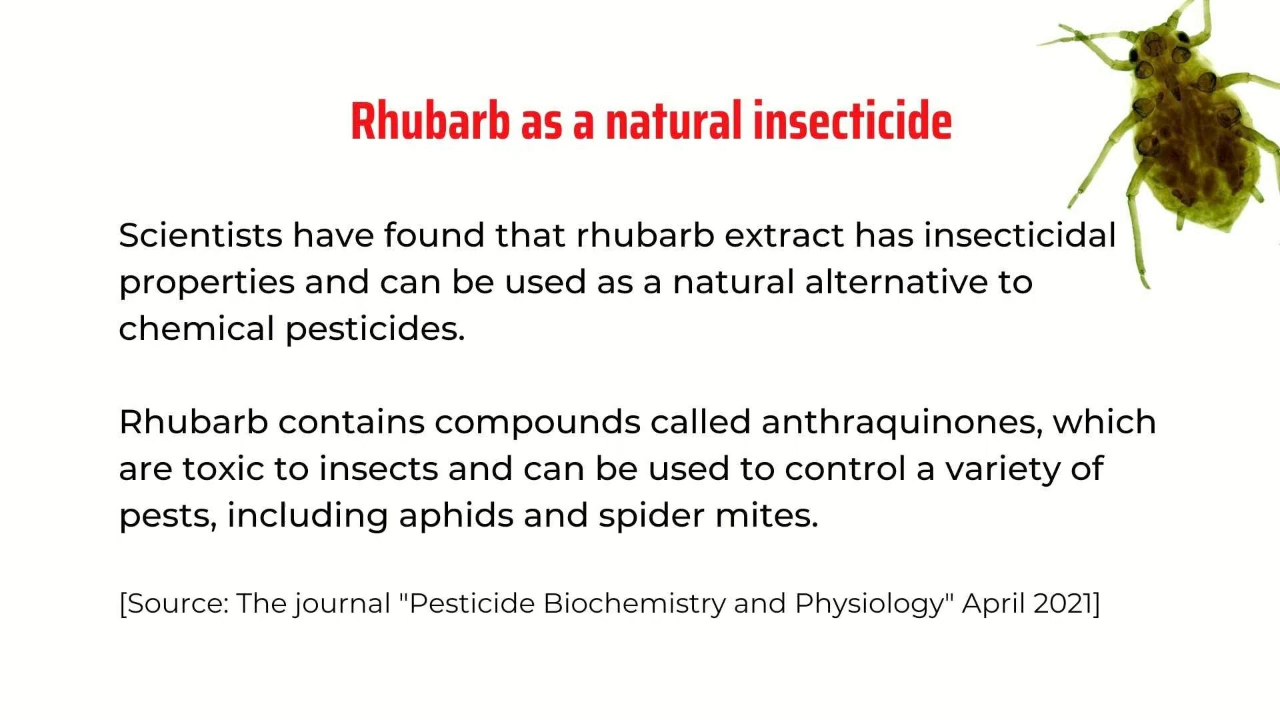 Rhubarb as a natural insecticide
Scientists have found that rhubarb extract has insecticidal
properties and can be used as a natural alternative to
chemical pesticides.
Rhubarb contains compounds called anthraquinones, which
are toxic to insects and can be used to control a variety of
pests, including aphids and spider mites.
[Source: The journal "Pesticide Biochemistry and Physiology" April 2021]